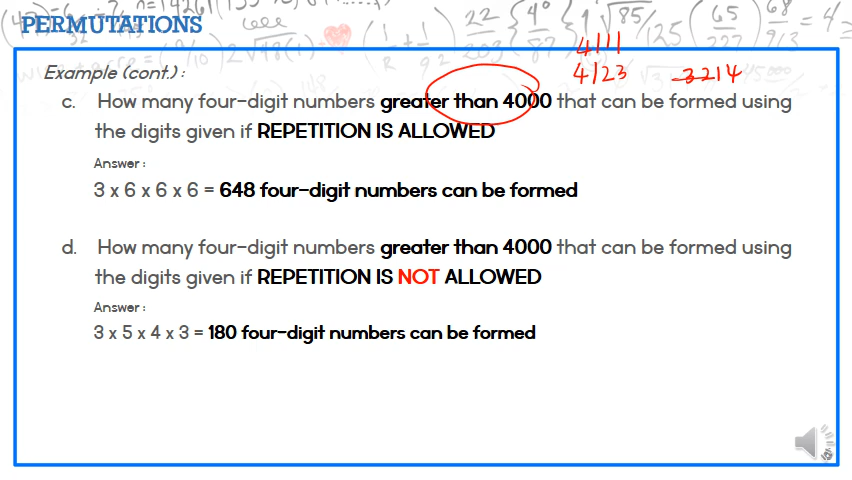 PERMUTATIONS
4111
Example (cont.) :
4123
3214
c. How many four-digit numbers greater than 4000 that can be formed using
the digits given if REPETITION IS ALLOWED
Answer :
3 x 6 x 6 x 6 = 648 four-digit numbers can be formed
d. How many four-digit numbers greater than 4000 that can be formed using
the digits given if REPETITION IS NOT ALLOWED
Answer :
3 x 5 x 4 x 3 = 180 four-digit numbers can be formed